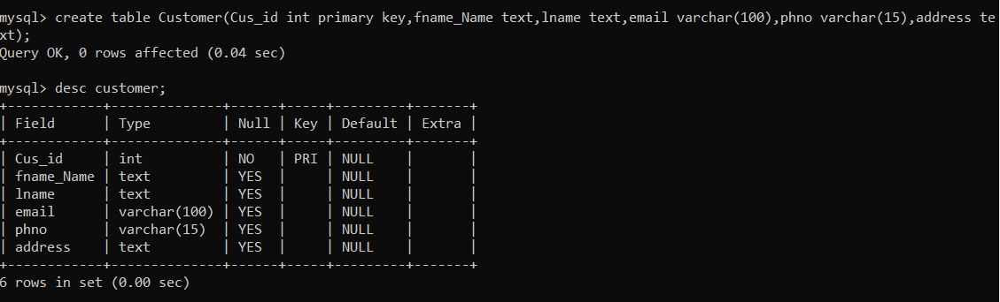 mysql> create table Customer(Cus_id int primary key,fname_Name text,lname text,email varchar(100),phno varchar(15),address te
xt);
Query OK, 0 rows affected (0.04 sec)
mysql> desc customer;
+------------+--------------+------+-----+---------+-------+
| Field      | Type         | Null | Key | Default | Extra |
+------------+--------------+------+-----+---------+-------+
| Cus_id     | int          | NO   | PRI | NULL    |       |
| fname_Name | text         | YES  |     | NULL    |       |
| lname      | text         | YES  |     | NULL    |       |
| email      | varchar(100) | YES  |     | NULL    |       |
| phno       | varchar(15)  | YES  |     | NULL    |       |
| address    | text         | YES  |     | NULL    |       |
+------------+--------------+------+-----+---------+-------+
6 rows in set (0.00 sec)